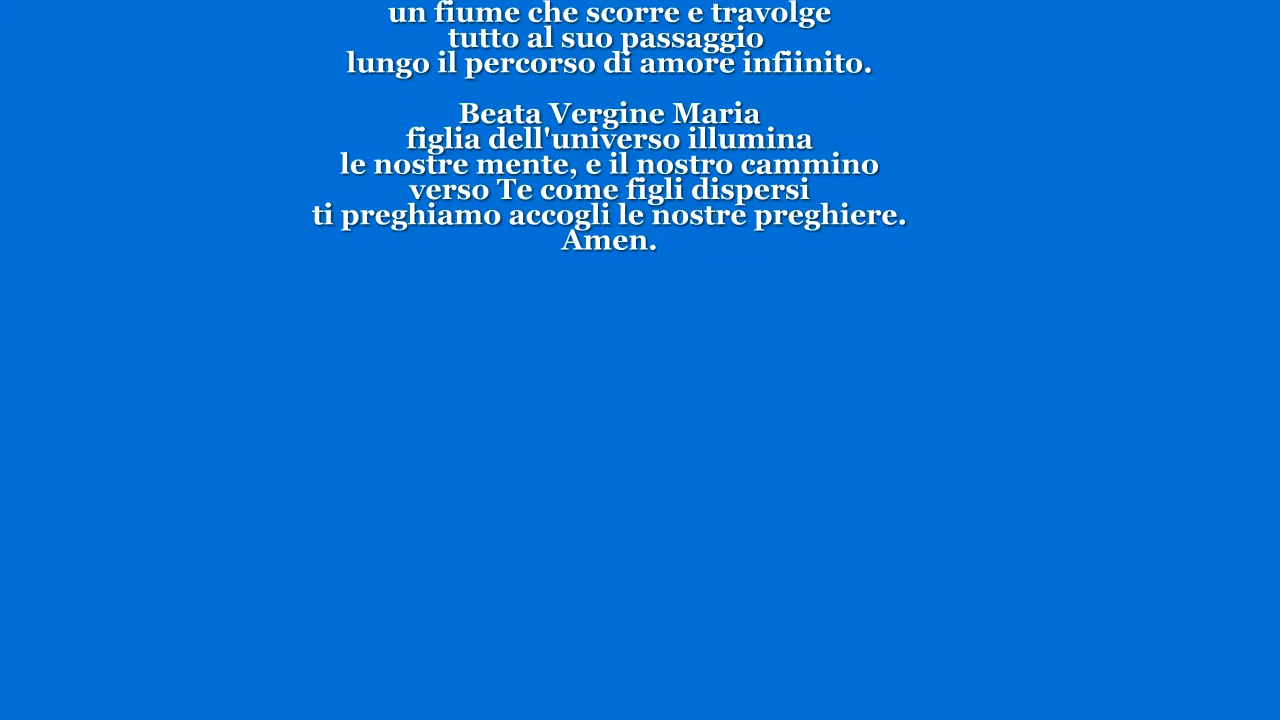 un fiume che scorre e travolge
tutto al suo passaggio
lungo il percorso di amore infiinito.
Beata Vergine Maria
figlia dell'universo illumina
le nostre mente, e il nostro cammino
verso Te come figli dispersi
ti preghiamo accogli le nostre preghiere.
Amen.